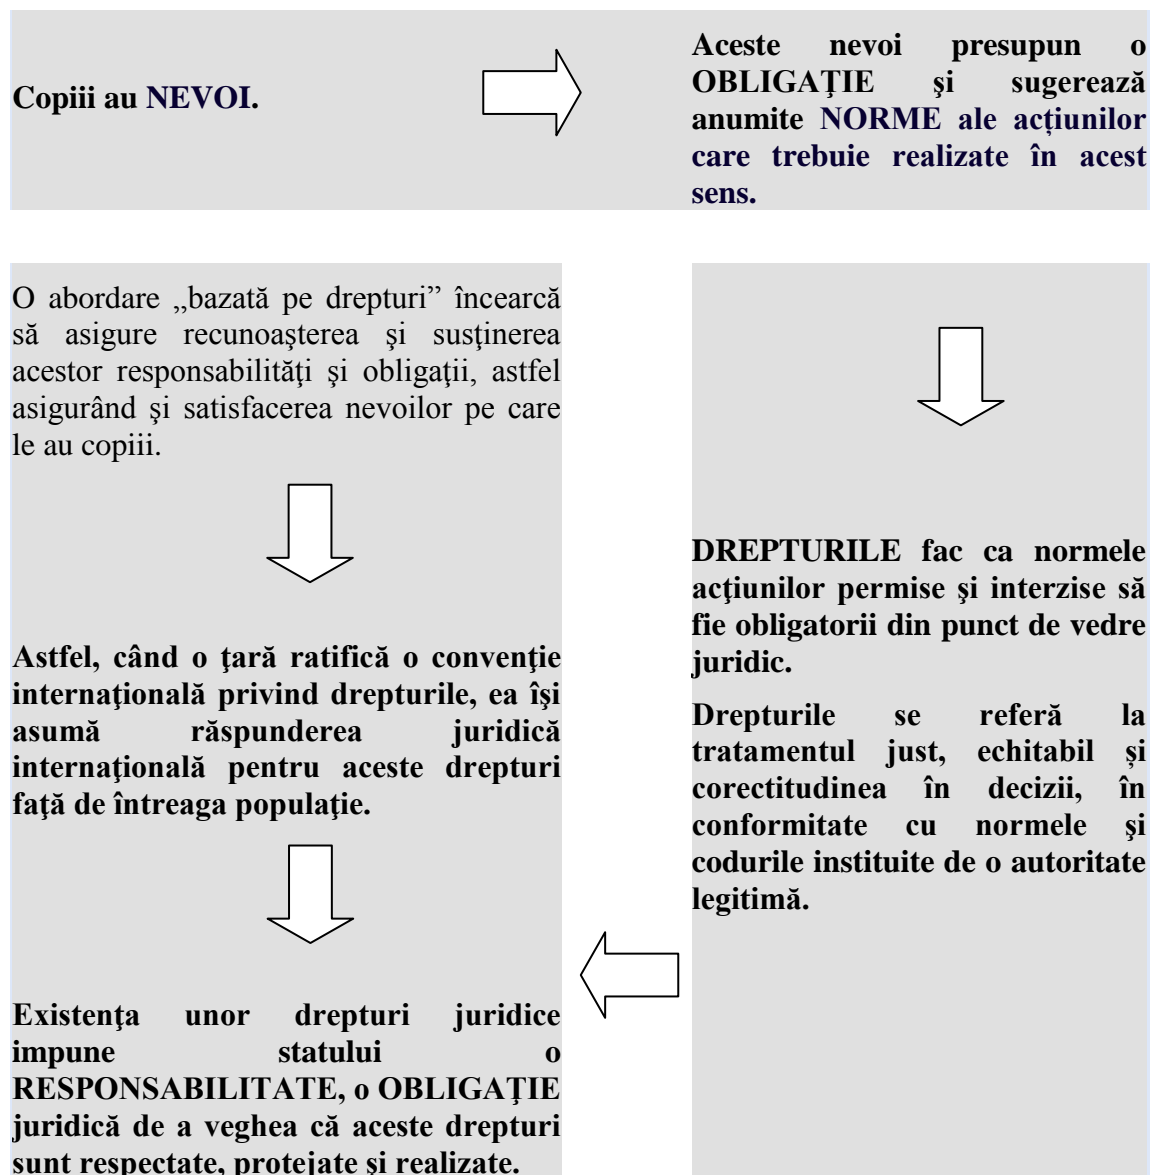 Copiii au NEVOI.
Aceste nevoi presupun o
OBLIGAŢIE şi sugerează
anumite NORME ale acțiunilor
care trebuie realizate în acest
sens.
O abordare „bazată pe drepturi” încearcă
să asigure recunoaşterea şi susţinerea
acestor responsabilităţi şi obligaţii, astfel
asigurând şi satisfacerea nevoilor pe care
le au copiii.
Astfel, când o ţară ratifică o convenţie
internaţională privind drepturile, ea îşi
asumă răspunderea juridică
internaţională pentru aceste drepturi
faţă de întreaga populaţie.
Existenţa unor drepturi juridice
impune statului o
RESPONSABILITATE, o OBLIGAŢIE
juridică de a veghea că aceste drepturi
sunt respectate, protejate şi realizate.
DREPTURILE fac ca normele
acţiunilor permise şi interzise să
fie obligatorii din punct de vedre
juridic.
Drepturile se referă la
tratamentul just, echitabil și
corectitudinea în decizii, în
conformitate cu normele şi
codurile instituite de o autoritate
legitimă.